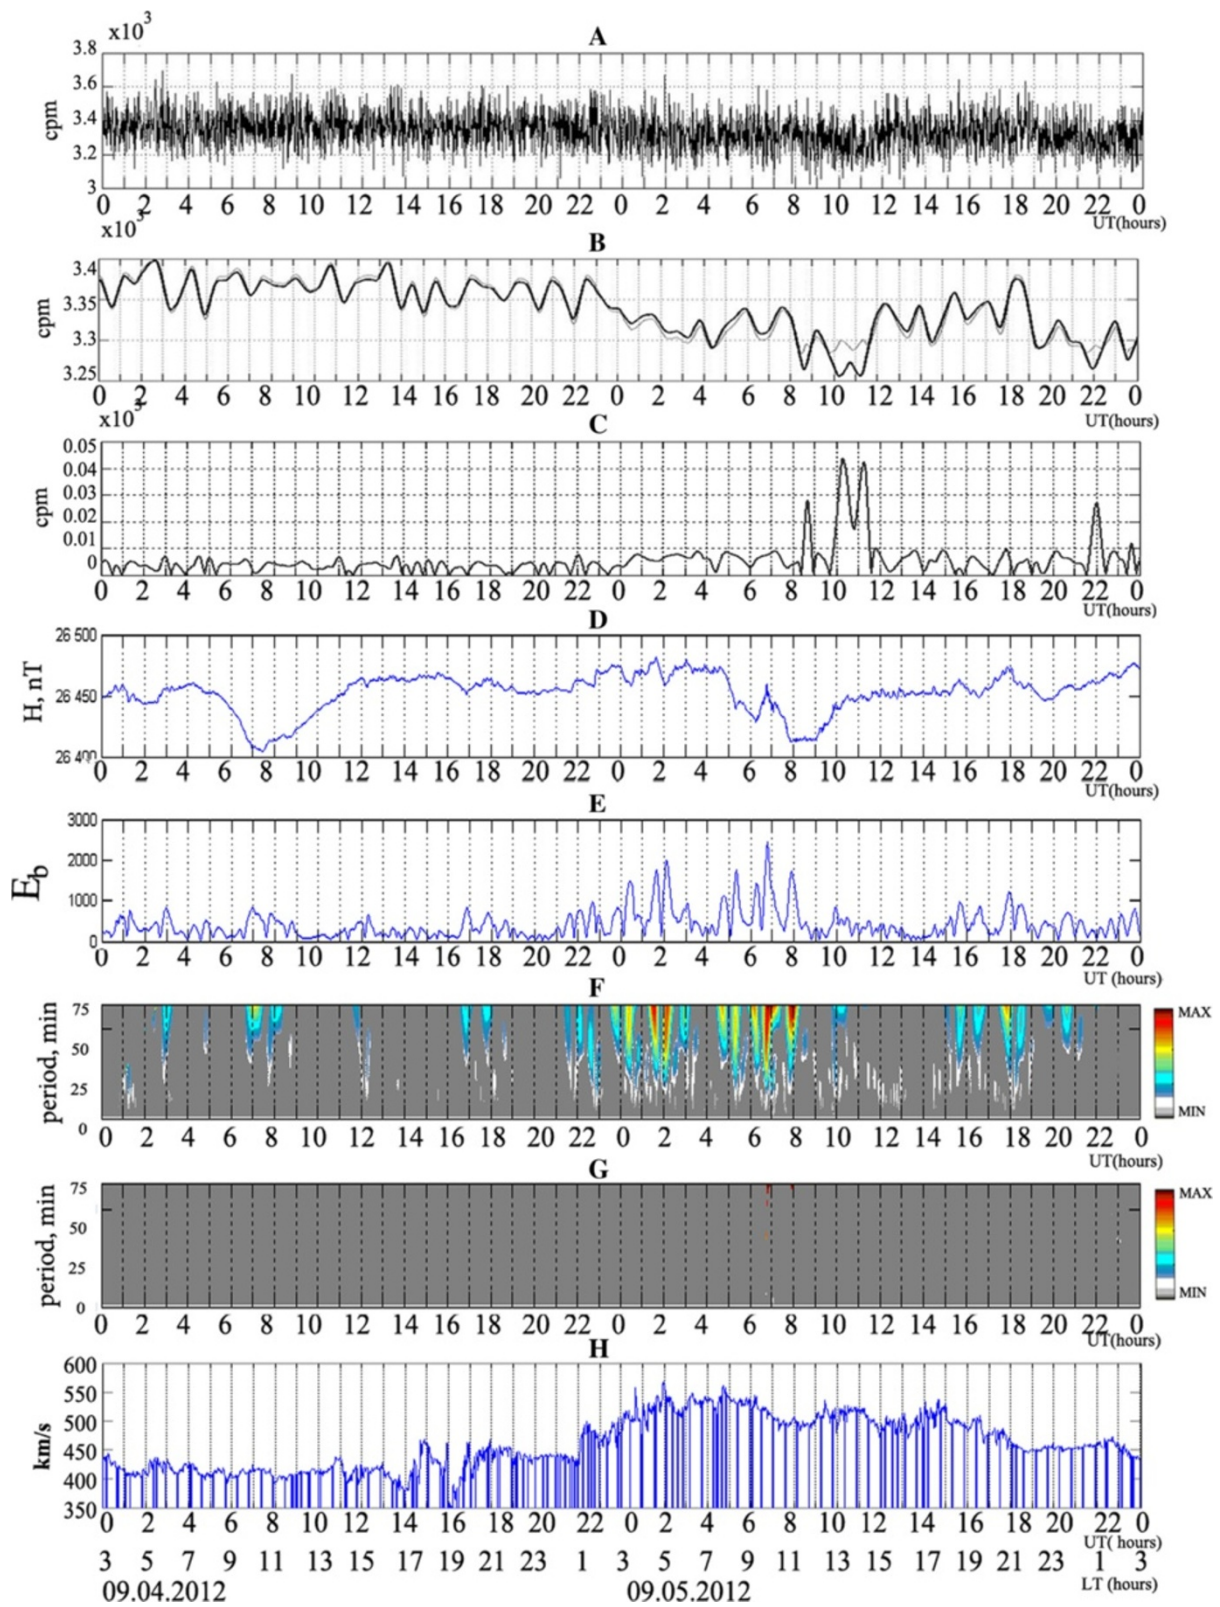 A
x10³
cpm
3.8
3.6
3.4
3.2
3
0 2 4 6 8 10 12 14 16 18 20 22 0 2 4 6 8 10 12 14 16 18 20 22 0
UT(hours)
B
x10³
cpm
3.4
3.35
3.3
3.25
0 2 4 6 8 10 12 14 16 18 20 22 0 2 4 6 8 10 12 14 16 18 20 22 0
UT(hours)
C
x10³
cpm
0.05
0.04
0.03
0.02
0.01
0
0 2 4 6 8 10 12 14 16 18 20 22 0 2 4 6 8 10 12 14 16 18 20 22 0
UT(hours)
D
H, nT
26 500
26 450
26 400
0 2 4 6 8 10 12 14 16 18 20 22 0 2 4 6 8 10 12 14 16 18 20 22 0
UT(hours)
E
E_b
3000
2000
1000
0
0 2 4 6 8 10 12 14 16 18 20 22 0 2 4 6 8 10 12 14 16 18 20 22 0
UT (hours)
F
period, min
75
50
25
0
MAX
MIN
0 2 4 6 8 10 12 14 16 18 20 22 0 2 4 6 8 10 12 14 16 18 20 22 0
UT(hours)
G
period, min
75
50
25
0
MAX
MIN
0 2 4 6 8 10 12 14 16 18 20 22 0 2 4 6 8 10 12 14 16 18 20 22 0
UT(hours)
H
km/s
600
550
500
450
400
350
0 2 4 6 8 10 12 14 16 18 20 22 0 2 4 6 8 10 12 14 16 18 20 22 0
UT( hours)
3 5 7 9 11 13 15 17 19 21 23 1 3 5 7 9 11 13 15 17 19 21 23 1 3
LT (hours)
09.04.2012 09.05.2012